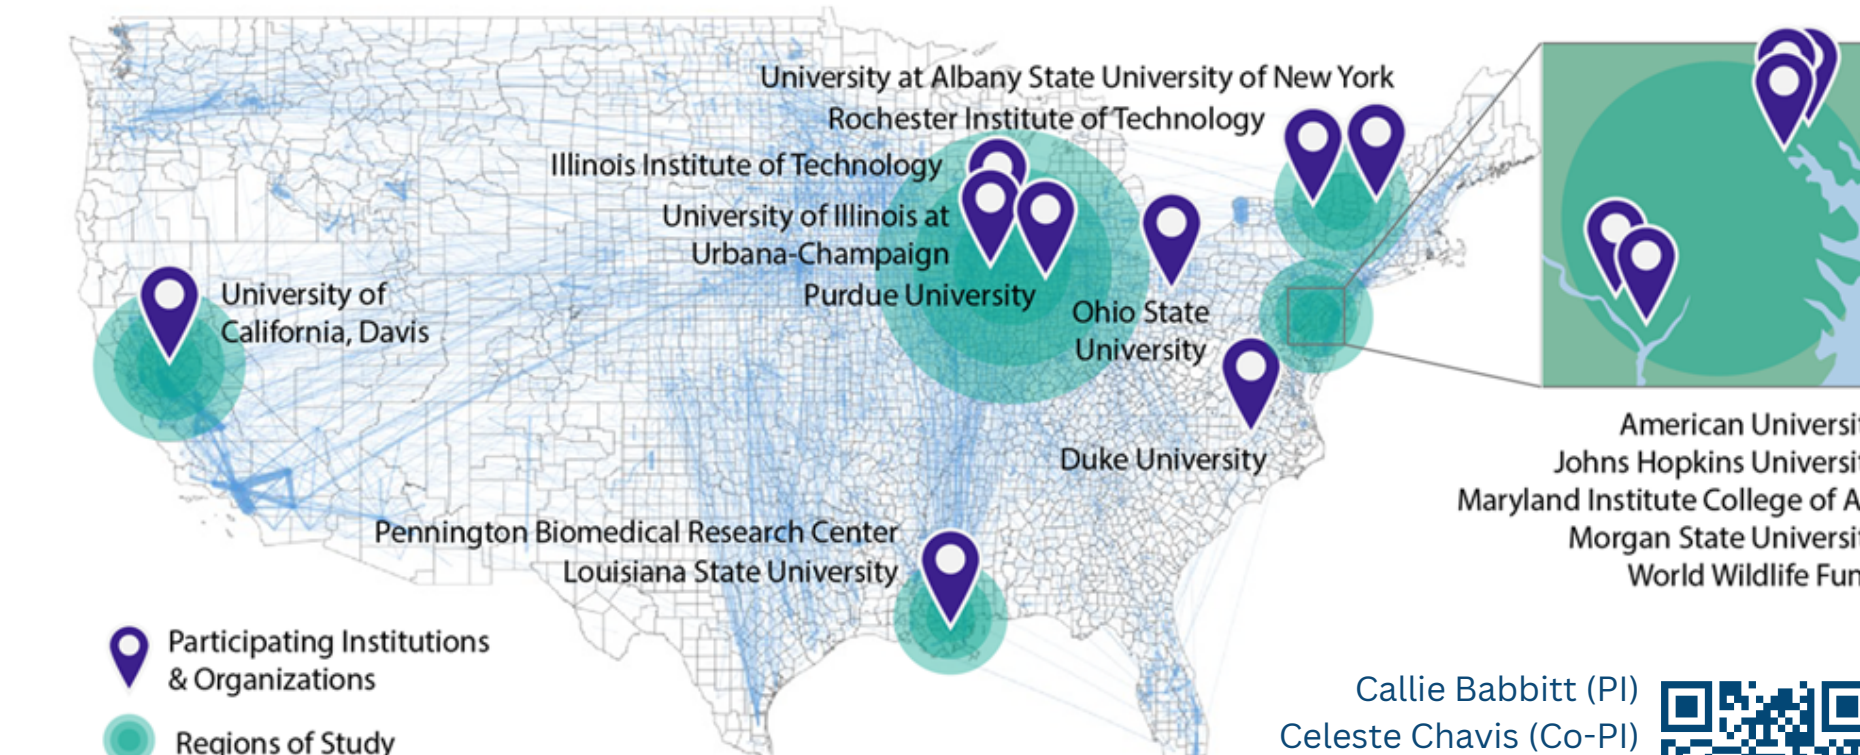 University at Albany State University of New York
Rochester Institute of Technology
Illinois Institute of Technology
University of Illinois at
Urbana-Champaign
Purdue University
Ohio State
University
University of
California, Davis
Duke University
American Universit
Johns Hopkins Universit
Maryland Institute College of A
Morgan State Universit
World Wildlife Fun
Pennington Biomedical Research Center
Louisiana State University
Participating Institutions
& Organizations
Regions of Study
Callie Babbitt (PI)
Celeste Chavis (Co-PI)